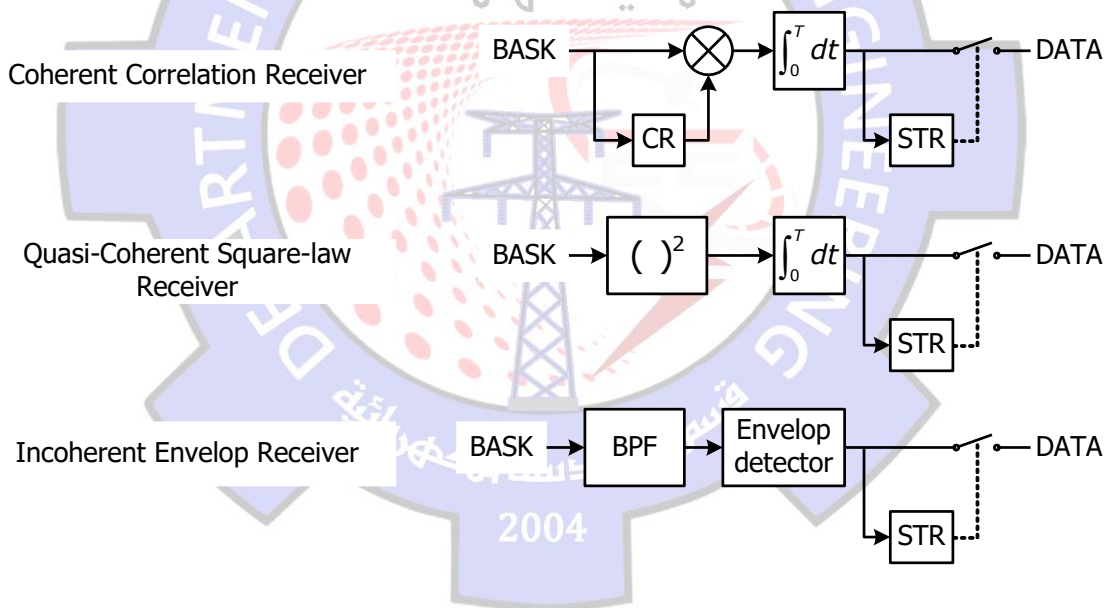 BASK
∫₀ᵀ dt
DATA
Coherent Correlation Receiver
CR
STR
Quasi-Coherent Square-law
Receiver
BASK
( )²
∫₀ᵀ dt
DATA
STR
Incoherent Envelop Receiver
BASK
BPF
Envelop
detector
DATA
STR
2004